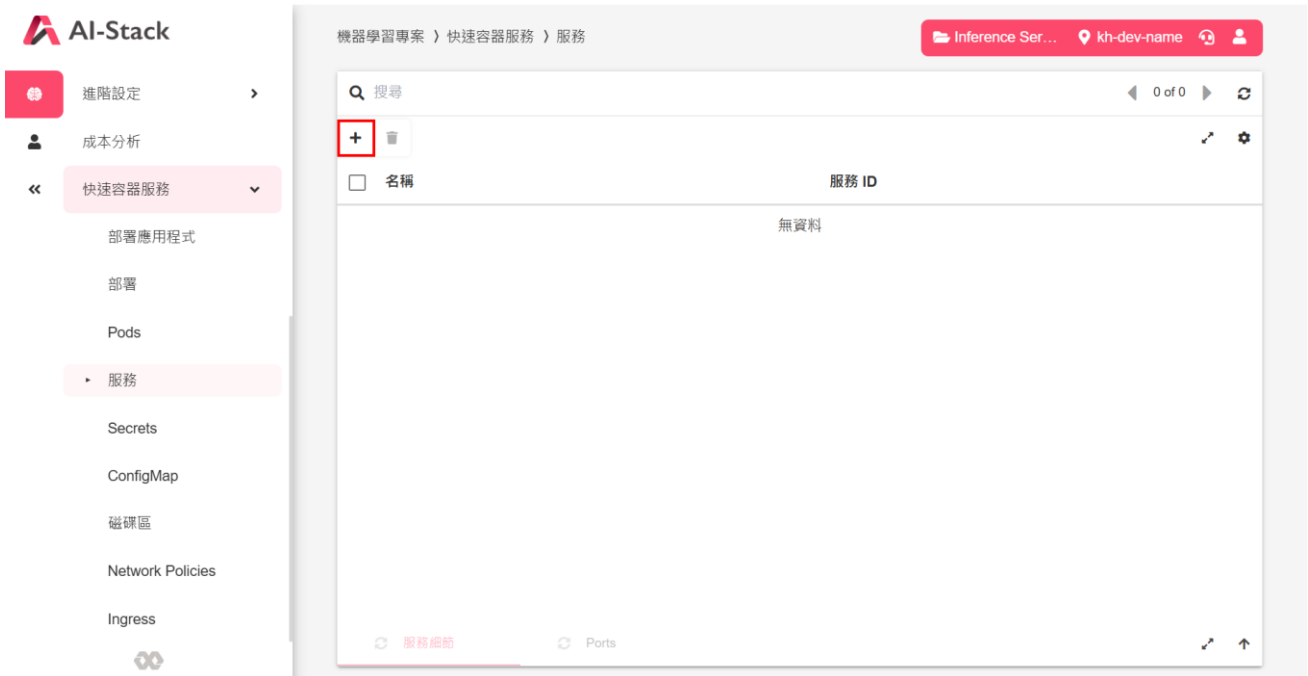 AI-Stack
機器學習專案 ❭ 快速容器服務 ❭ 服務
Inference Ser... kh-dev-name
進階設定
成本分析
快速容器服務
部署應用程式
部署
Pods
服務
Secrets
ConfigMap
磁碟區
Network Policies
Ingress
搜尋
0 of 0
名稱 服務 ID
無資料
服務細節 Ports